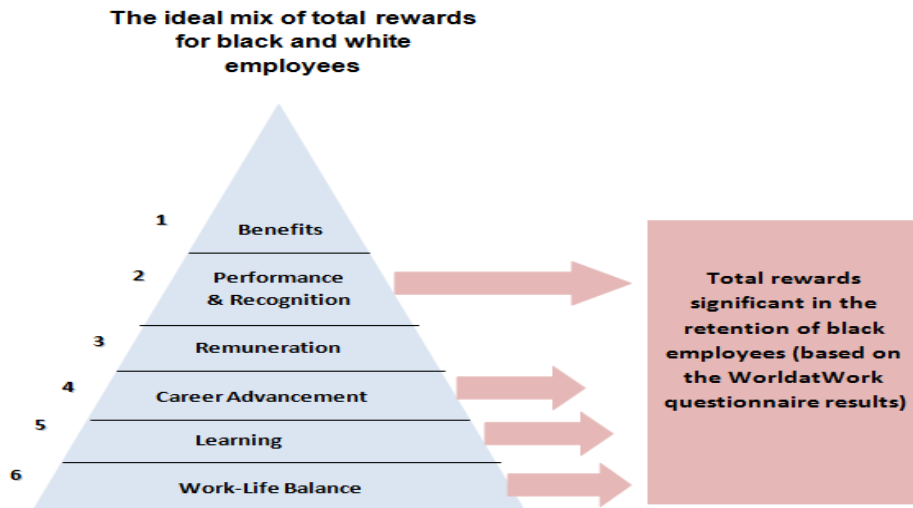 The ideal mix of total rewards
for black and white
employees
1
Benefits
2
Performance
& Recognition
3
Remuneration
4
Career Advancement
5
Learning
6
Work-Life Balance
Total rewards
significant in the
retention of black
employees (based on
the WorldatWork
questionnaire results)